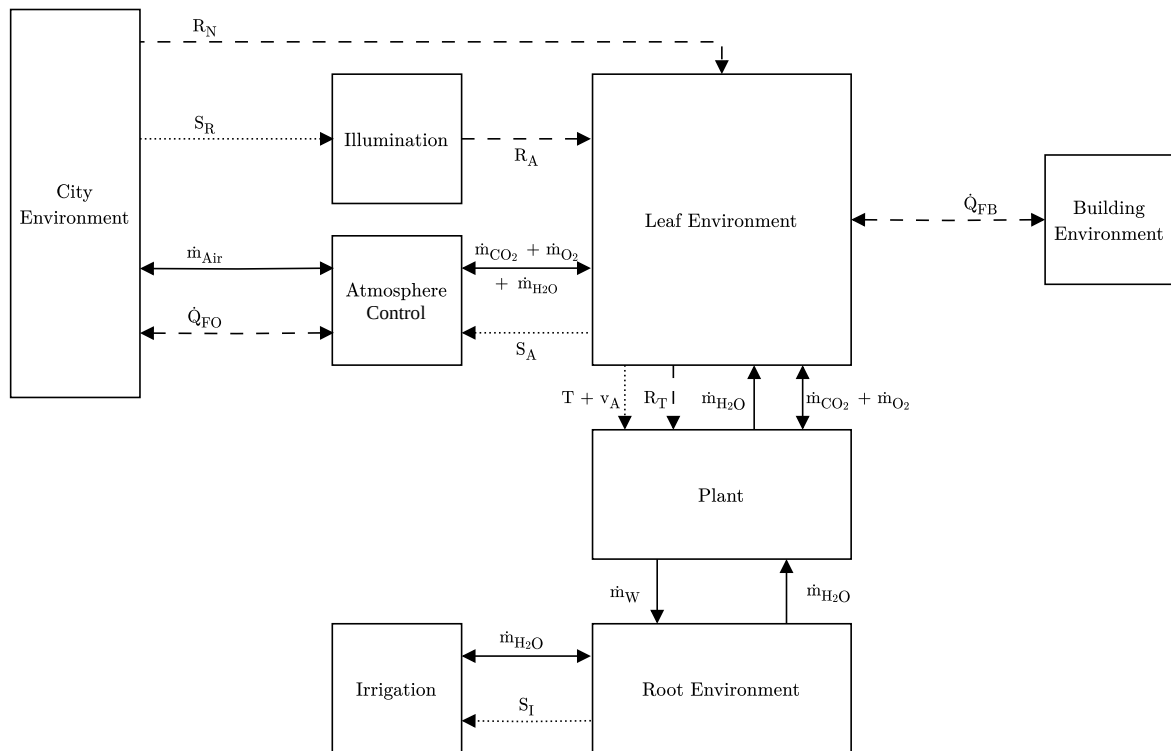 R_N
S_R
Illumination
R_A
City
Environment
Leaf Environment
Q̇_FB
Building
Environment
ṁ_Air
ṁ_CO₂ + ṁ_O₂
+ ṁ_H₂O
Atmosphere
Control
Q̇_FO
S_A
T + v_A
R_T
ṁ_H₂O
ṁ_CO₂ + ṁ_O₂
Plant
ṁ_W
ṁ_H₂O
ṁ_H₂O
Irrigation
Root Environment
S_I